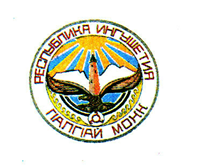 РЕСПУБЛИКА ИНГУШЕТИЯ
ГIАЛГIАЙ МОХК